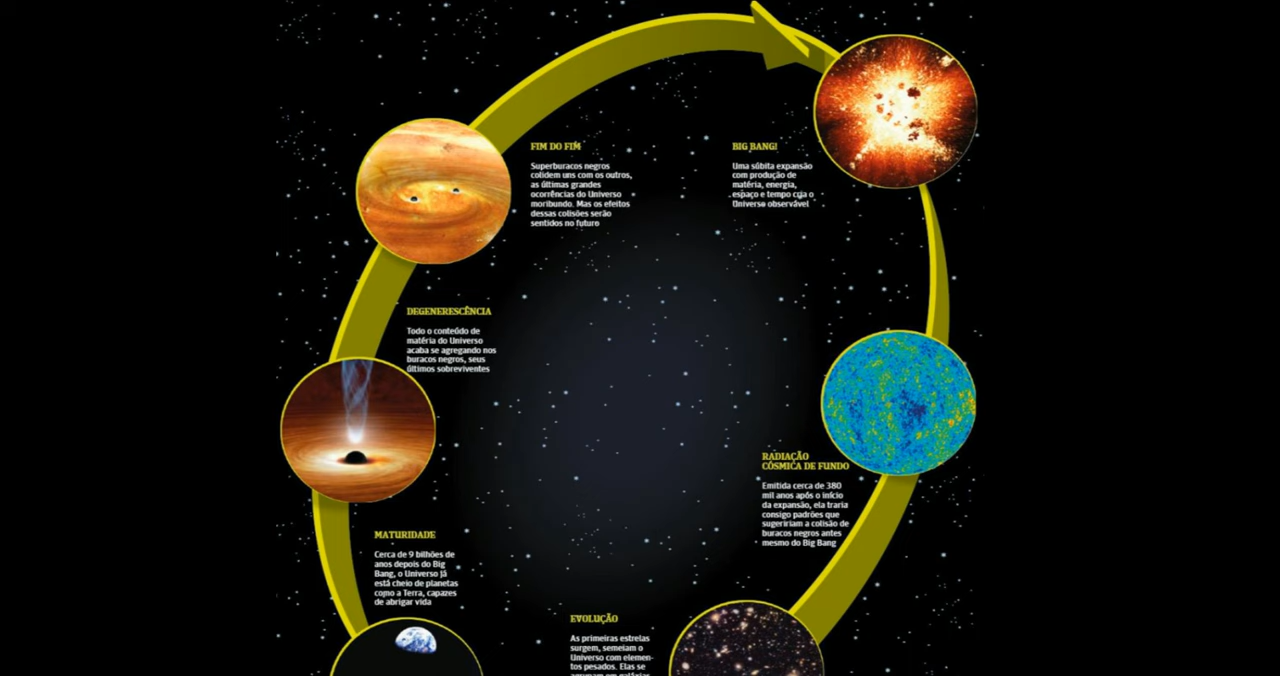 FIM DO FIM
Superburacos negros
colidem uns com os outros,
as últimas grandes
ocorrências do Universo
moribundo. Mas os efeitos
dessas colisões serão
sentidos no futuro
BIG BANG!
Uma súbita expansão
com produção de
matéria, energia,
espaço e tempo cria o
Universo observável
DEGENERESCÊNCIA
Todo o conteúdo de
matéria do Universo
acaba se agregando nos
buracos negros, seus
últimos sobreviventes
RADIAÇÃO
CÓSMICA DE FUNDO
Emitida cerca de 380
mil anos após o início
da expansão, ela traria
consigo padrões que
sugeririam a colisão de
buracos negros antes
mesmo do Big Bang
MATURIDADE
Cerca de 9 bilhões de
anos depois do Big
Bang, o Universo já
está cheio de planetas
como a Terra, capazes
de abrigar vida
EVOLUÇÃO
As primeiras estrelas
surgem, semeiam o
Universo com elemen-
tos pesados. Elas se